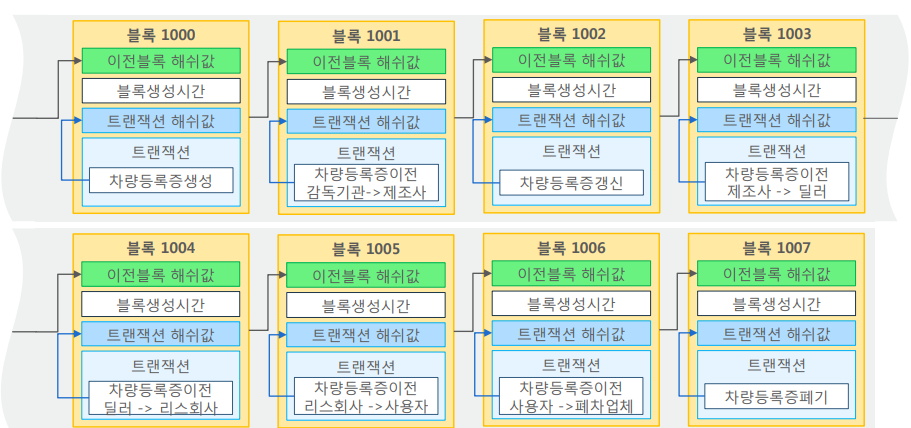 블록 1000
이전블록 해쉬값
블록생성시간
트랜잭션 해쉬값
트랜잭션
차량등록증생성
블록 1001
이전블록 해쉬값
블록생성시간
트랜잭션 해쉬값
트랜잭션
차량등록증이전
감독기관->제조사
블록 1002
이전블록 해쉬값
블록생성시간
트랜잭션 해쉬값
트랜잭션
차량등록증갱신
블록 1003
이전블록 해쉬값
블록생성시간
트랜잭션 해쉬값
트랜잭션
차량등록증이전
제조사 -> 딜러
블록 1004
이전블록 해쉬값
블록생성시간
트랜잭션 해쉬값
트랜잭션
차량등록증이전
딜러 -> 리스회사
블록 1005
이전블록 해쉬값
블록생성시간
트랜잭션 해쉬값
트랜잭션
차량등록증이전
리스회사 ->사용자
블록 1006
이전블록 해쉬값
블록생성시간
트랜잭션 해쉬값
트랜잭션
차량등록증이전
사용자 ->폐차업체
블록 1007
이전블록 해쉬값
블록생성시간
트랜잭션 해쉬값
트랜잭션
차량등록증폐기